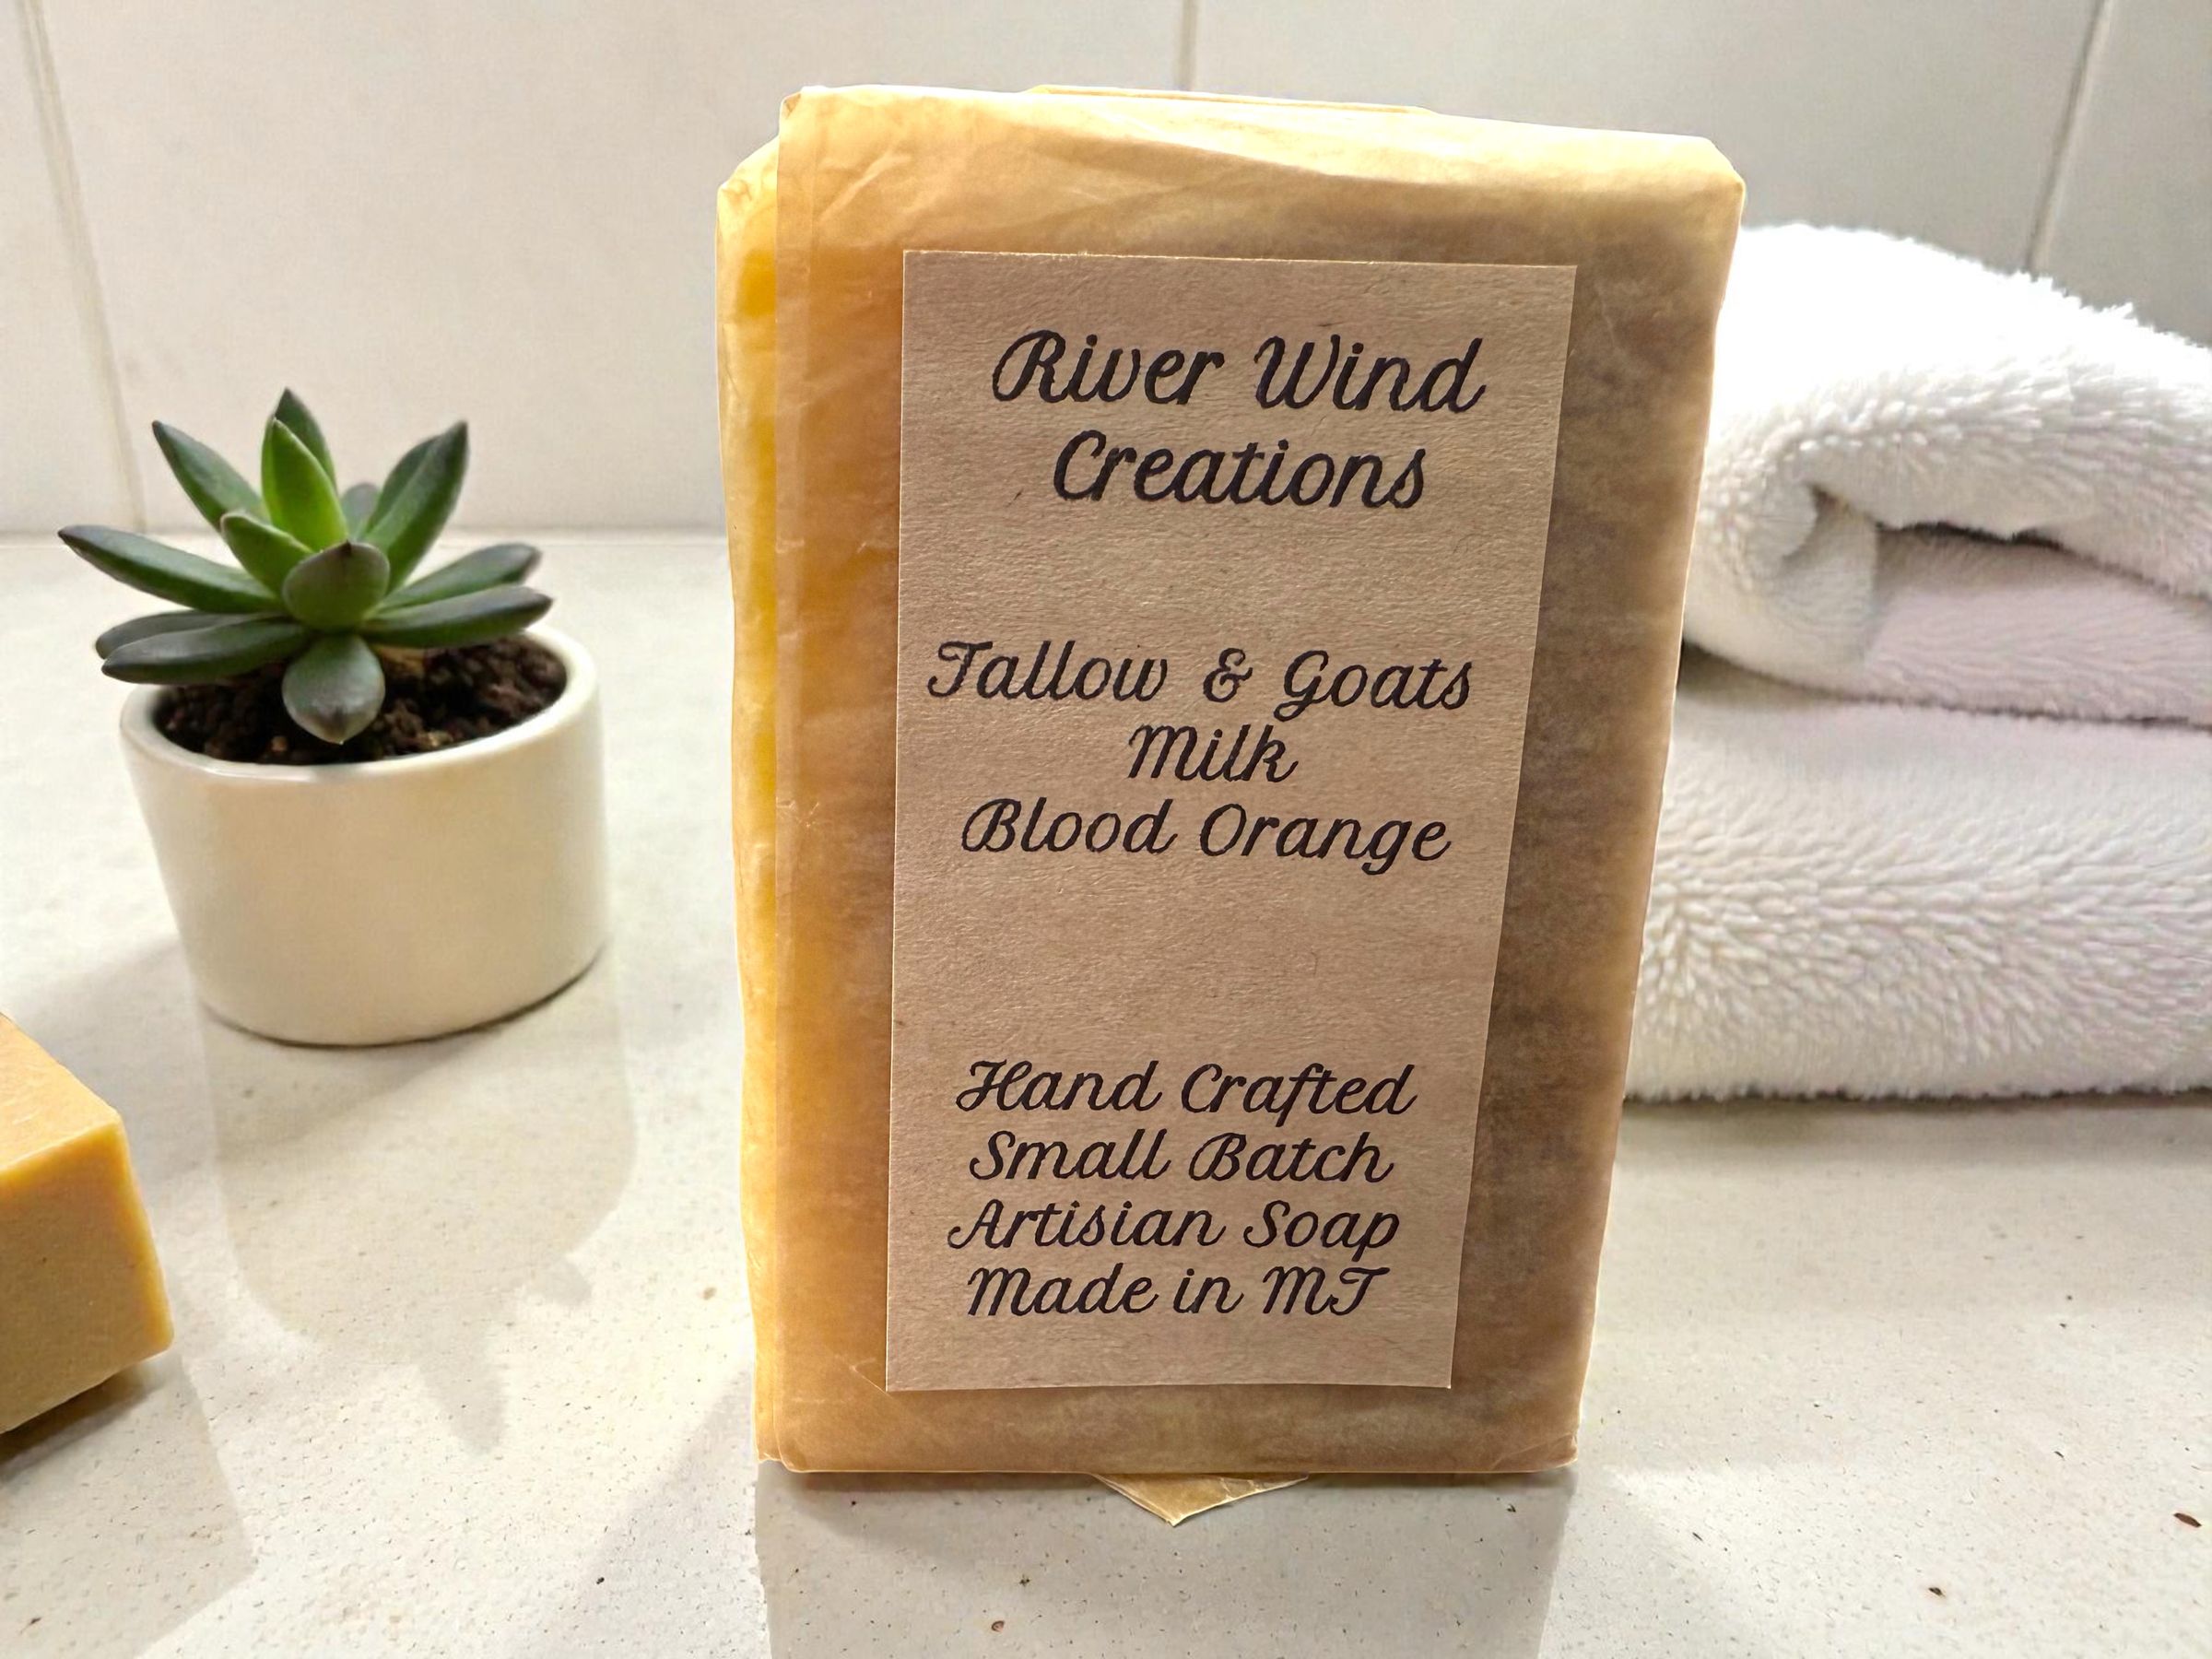 River Wind
Creations
Tallow & Goats
Milk
Blood Orange
Hand Crafted
Small Batch
Artisian Soap
Made in MT